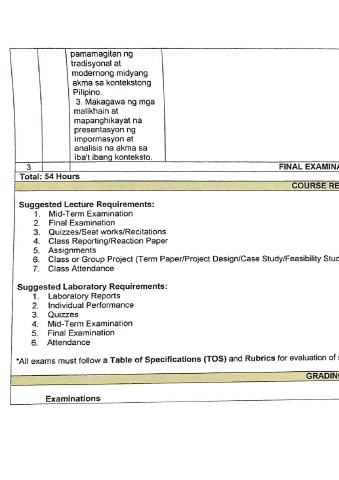 pamamagitan ng
tradisyonal at
modernong midyang
akma sa kontekstong
Pilipino.
3. Makagawa ng mga
malikhain at
mapanghikayat na
presentasyon ng
impormasyon at
analisis na akma sa
iba't ibang konteksto.
3 FINAL EXAMINA
Total: 54 Hours
COURSE RE
Suggested Lecture Requirements:
1. Mid-Term Examination
2. Final Examination
3. Quizzes/Seat works/Recitations
4. Class Reporting/Reaction Paper
5. Assignments
6. Class or Group Project (Term Paper/Project Design/Case Study/Feasibility Stud
7. Class Attendance
Suggested Laboratory Requirements:
1. Laboratory Reports
2. Individual Performance
3. Quizzes
4. Mid-Term Examination
5. Final Examination
6. Attendance
*All exams must follow a Table of Specifications (TOS) and Rubrics for evaluation of s
GRADING
Examinations